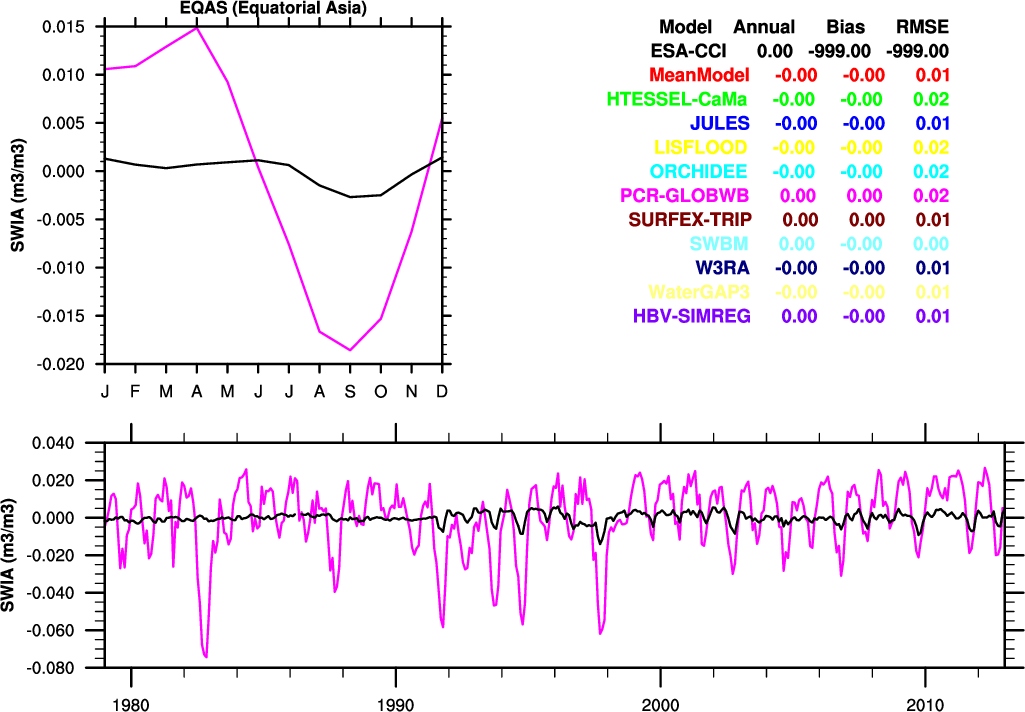 EQAS (Equatorial Asia)
0.015
0.010
0.005
0.000
-0.005
-0.010
-0.015
-0.020
SWIA (m3/m3)
J F M A M J J A S O N D
Model Annual Bias RMSE
ESA-CCI 0.00 -999.00 -999.00
MeanModel -0.00 -0.00 0.01
HTESSEL-CaMa -0.00 -0.00 0.02
JULES -0.00 -0.00 0.01
LISFLOOD -0.00 -0.00 0.02
ORCHIDEE -0.00 -0.00 0.02
PCR-GLOBWB 0.00 0.00 0.02
SURFEX-TRIP 0.00 0.00 0.01
SWBM 0.00 -0.00 0.00
W3RA -0.00 -0.00 0.01
WaterGAP3 -0.00 -0.00 0.01
HBV-SIMREG 0.00 -0.00 0.01
0.040
0.020
0.000
-0.020
-0.040
-0.060
-0.080
SWIA (m3/m3)
1980 1990 2000 2010